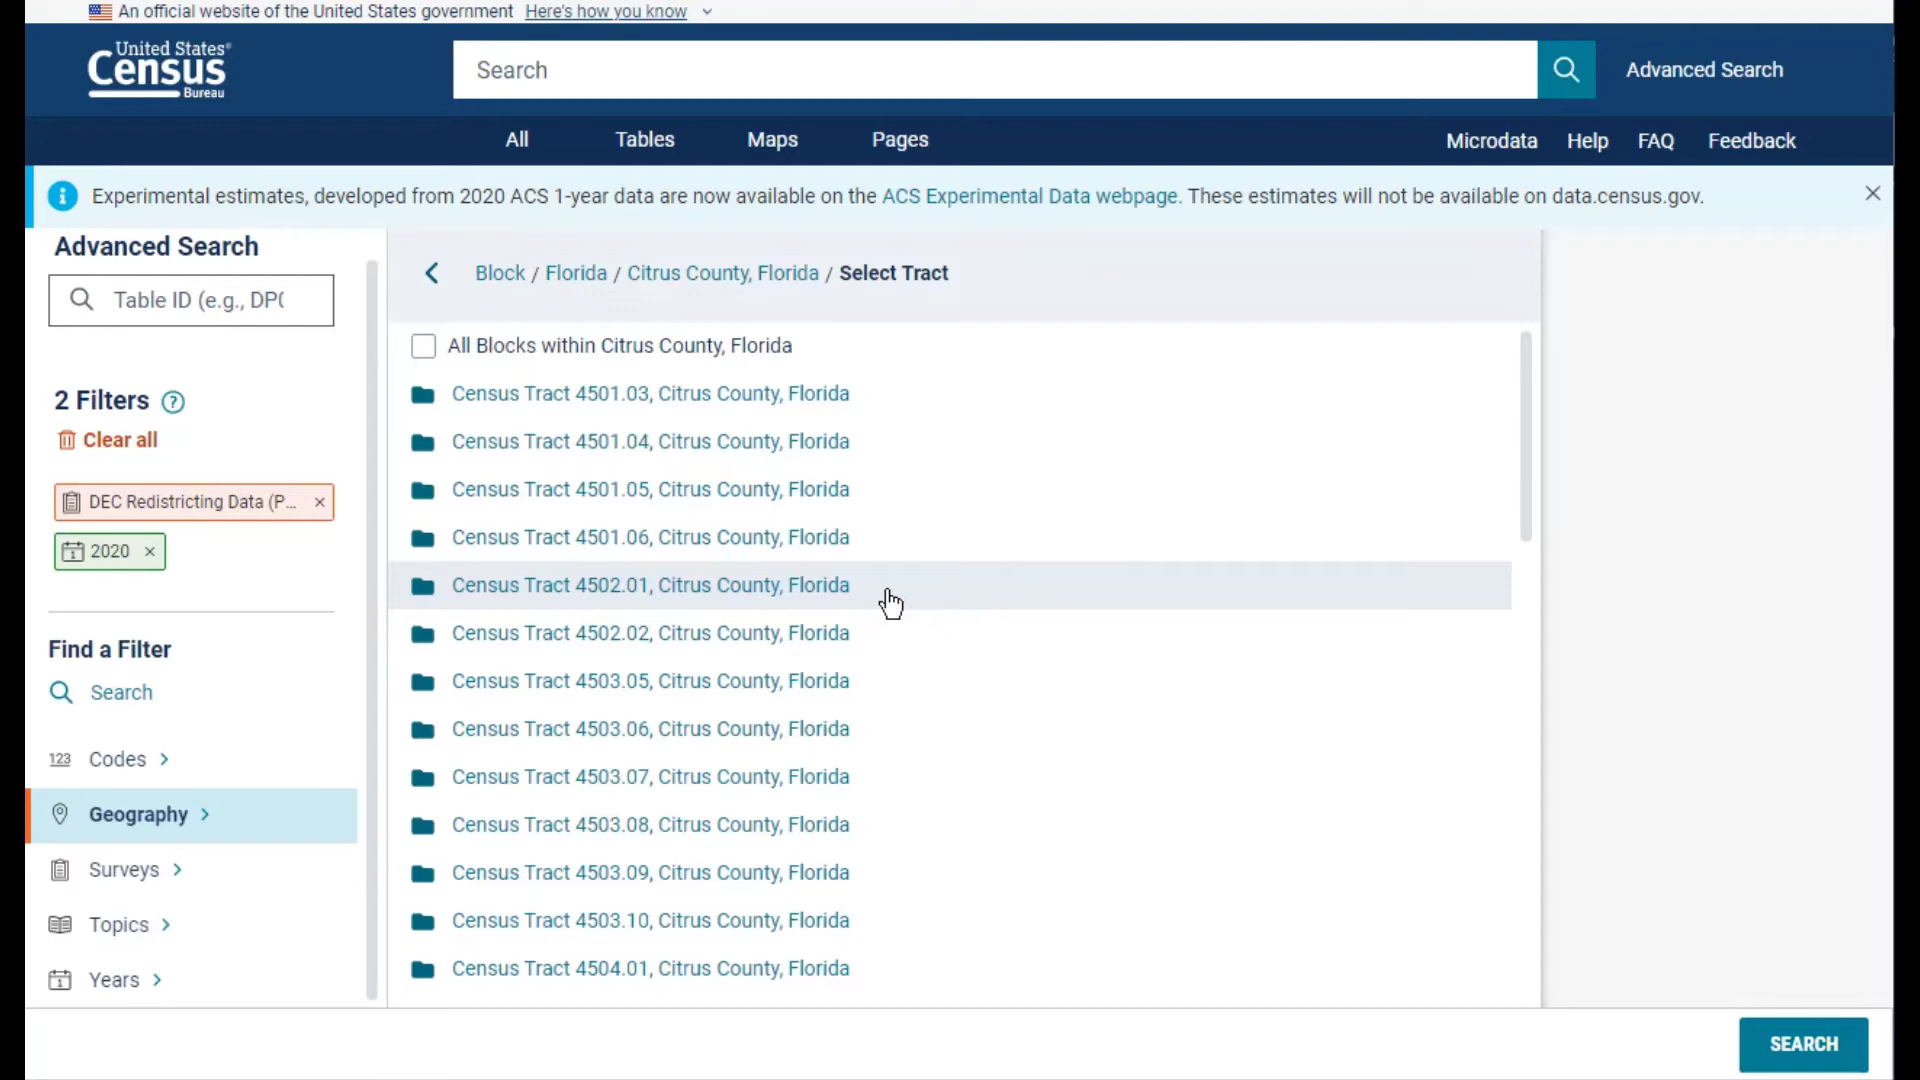 An official website of the United States government Here's how you know
United States®
Census
Bureau
Search
Advanced Search
All Tables Maps Pages
Microdata Help FAQ Feedback
Experimental estimates, developed from 2020 ACS 1-year data are now available on the ACS Experimental Data webpage. These estimates will not be available on data.census.gov.
Advanced Search
Table ID (e.g., DP0
2 Filters
Clear all
DEC Redistricting Data (P...
2020
Find a Filter
Search
123 Codes
Geography
Surveys
Topics
1 Years
Block / Florida / Citrus County, Florida / Select Tract
All Blocks within Citrus County, Florida
Census Tract 4501.03, Citrus County, Florida
Census Tract 4501.04, Citrus County, Florida
Census Tract 4501.05, Citrus County, Florida
Census Tract 4501.06, Citrus County, Florida
Census Tract 4502.01, Citrus County, Florida
Census Tract 4502.02, Citrus County, Florida
Census Tract 4503.05, Citrus County, Florida
Census Tract 4503.06, Citrus County, Florida
Census Tract 4503.07, Citrus County, Florida
Census Tract 4503.08, Citrus County, Florida
Census Tract 4503.09, Citrus County, Florida
Census Tract 4503.10, Citrus County, Florida
Census Tract 4504.01, Citrus County, Florida
SEARCH